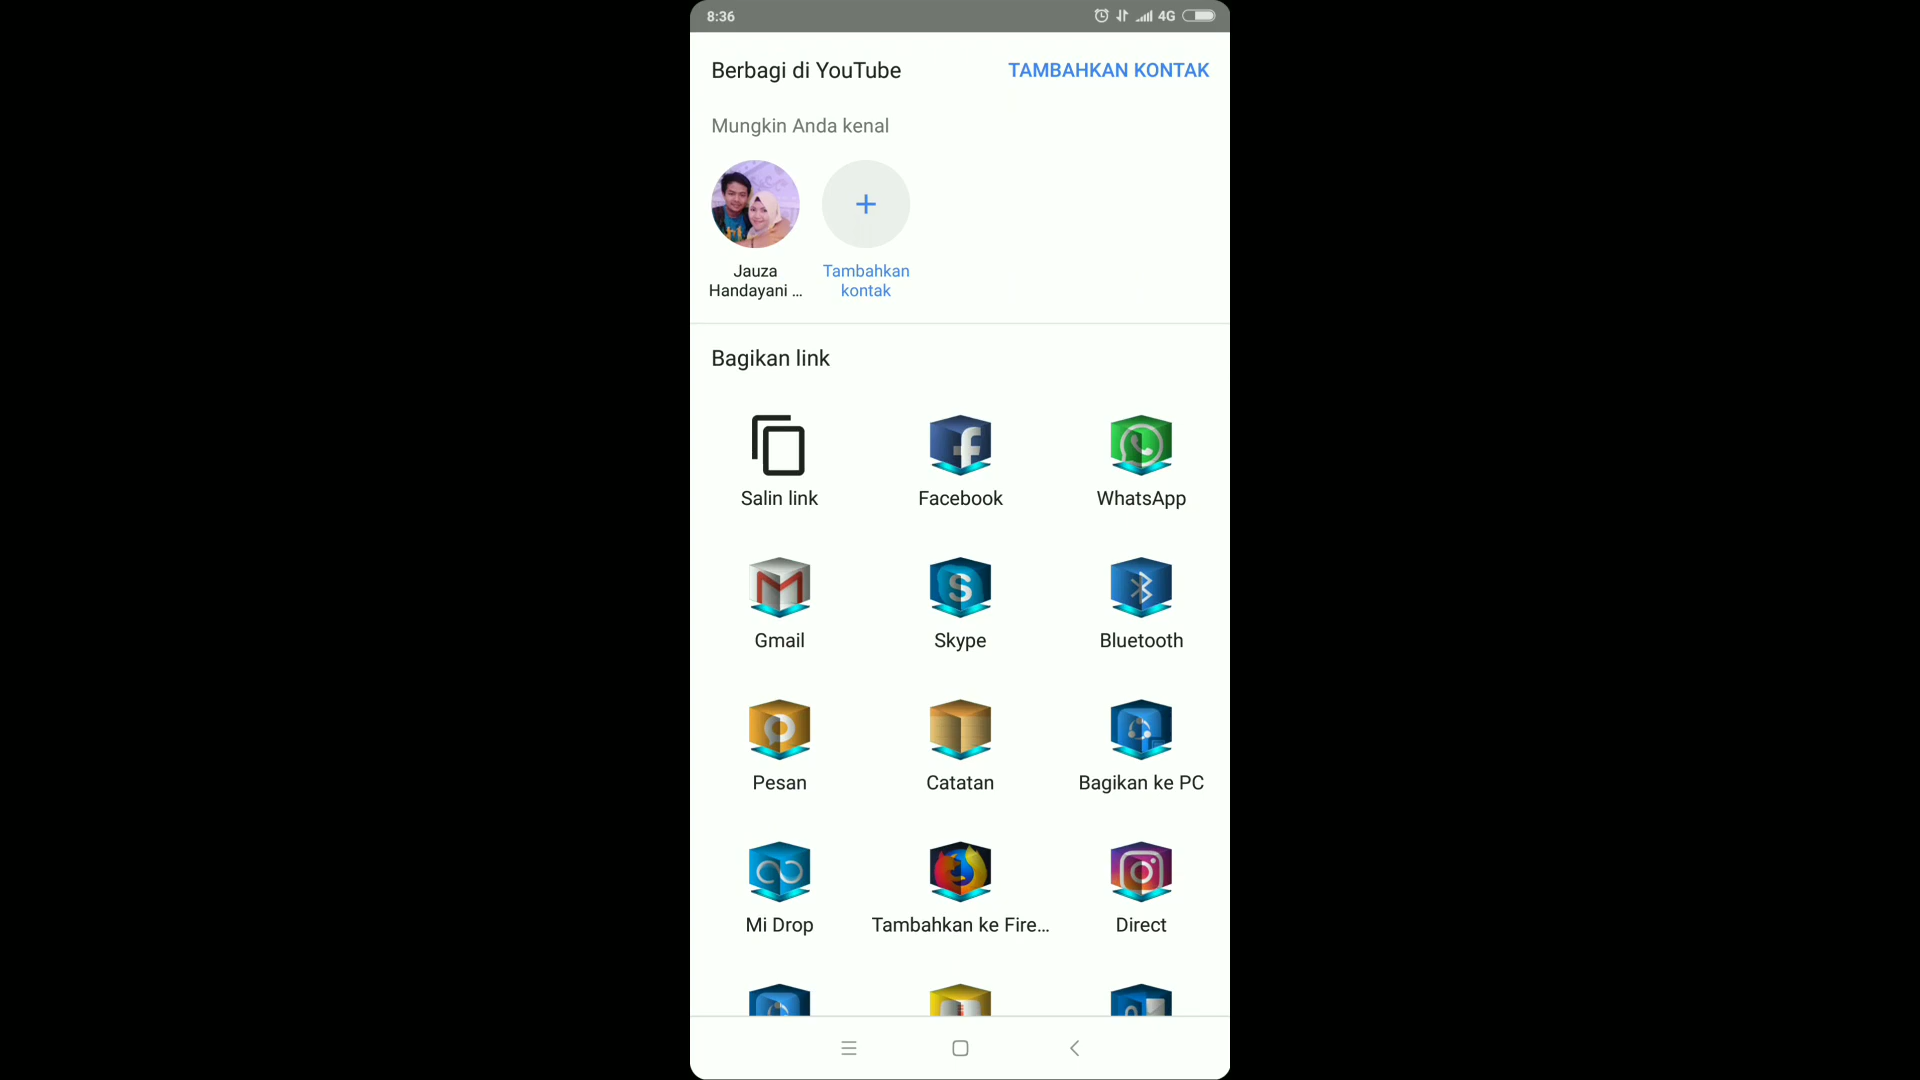 8:36
4G
Berbagi di YouTube
TAMBAHKAN KONTAK
Mungkin Anda kenal
Jauza
Handayani ...
Tambahkan
kontak
Bagikan link
Salin link
Facebook
WhatsApp
Gmail
Skype
Bluetooth
Pesan
Catatan
Bagikan ke PC
Mi Drop
Tambahkan ke Fire...
Direct